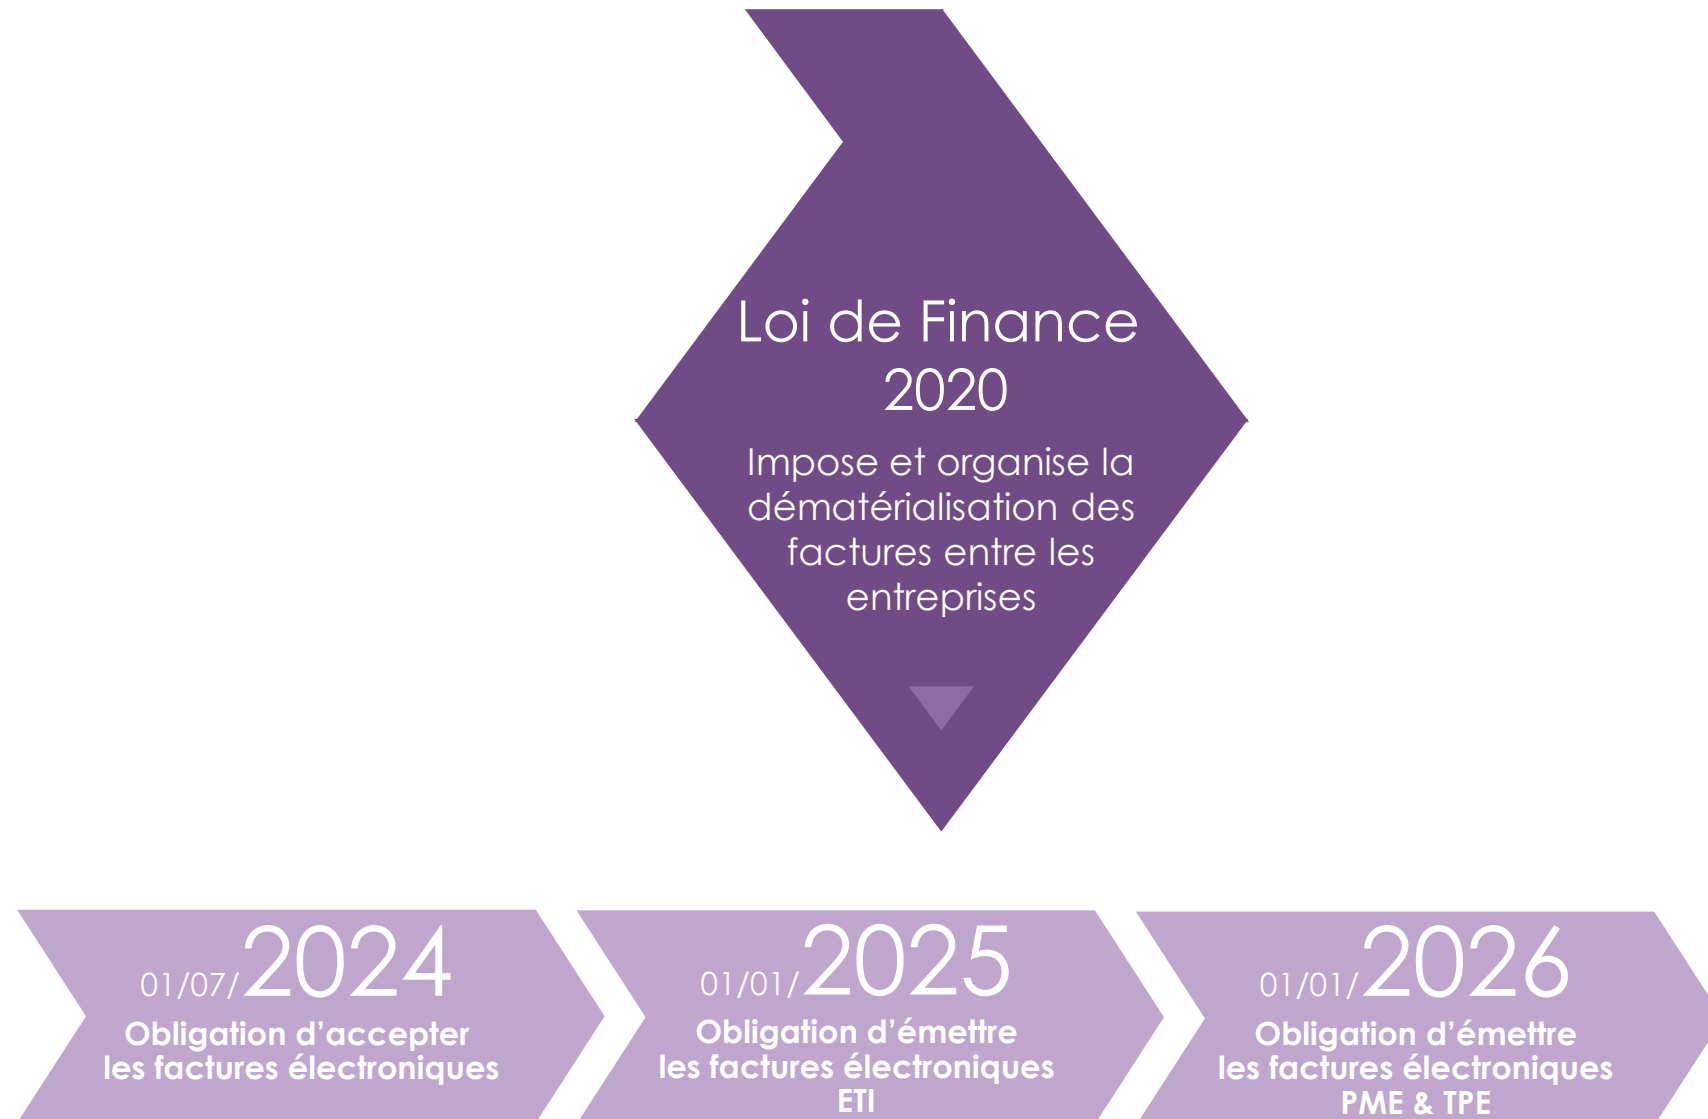 Loi de Finance
2020
Impose et organise la
dématérialisation des
factures entre les
entreprises
01/07/2024
Obligation d’accepter
les factures électroniques
01/01/2025
Obligation d’émettre
les factures électroniques
ETI
01/01/2026
Obligation d’émettre
les factures électroniques
PME & TPE